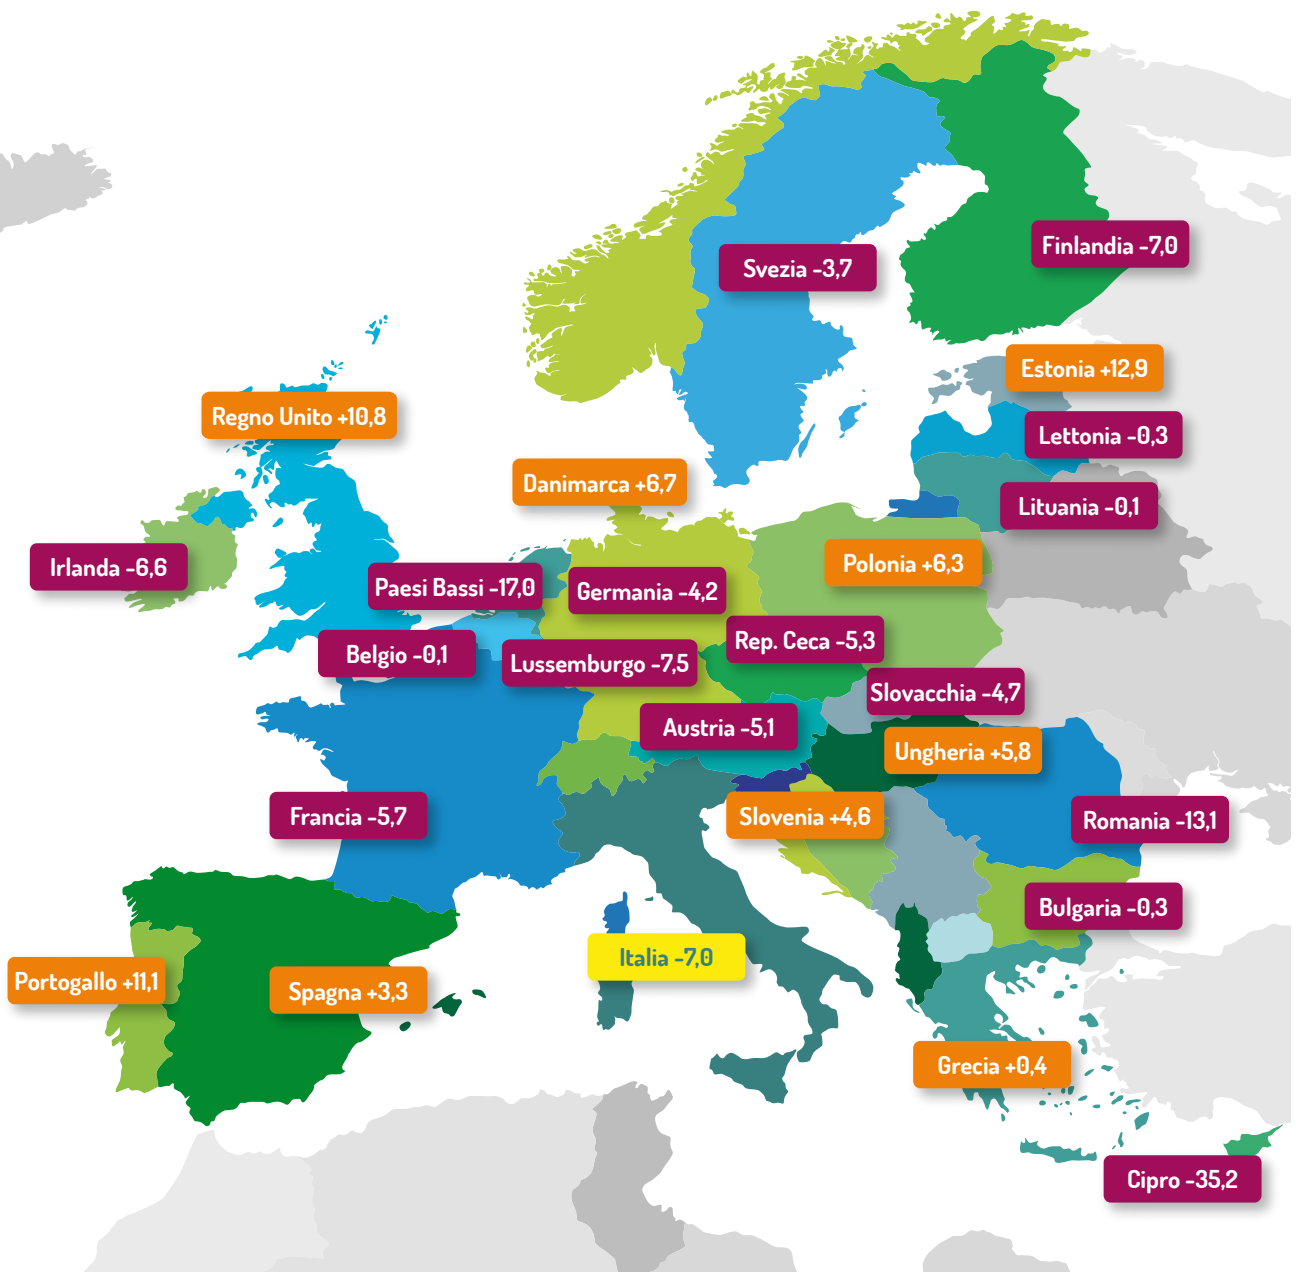 Finlandia -7,0
Svezia -3,7
Estonia +12,9
Regno Unito +10,8
Lettonia -0,3
Danimarca +6,7
Lituania -0,1
Irlanda -6,6
Polonia +6,3
Paesi Bassi -17,0
Germania -4,2
Rep. Ceca -5,3
Belgio -0,1
Lussemburgo -7,5
Slovacchia -4,7
Austria -5,1
Ungheria +5,8
Francia -5,7
Slovenia +4,6
Romania -13,1
Bulgaria -0,3
Italia -7,0
Portogallo +11,1
Spagna +3,3
Grecia +0,4
Cipro -35,2